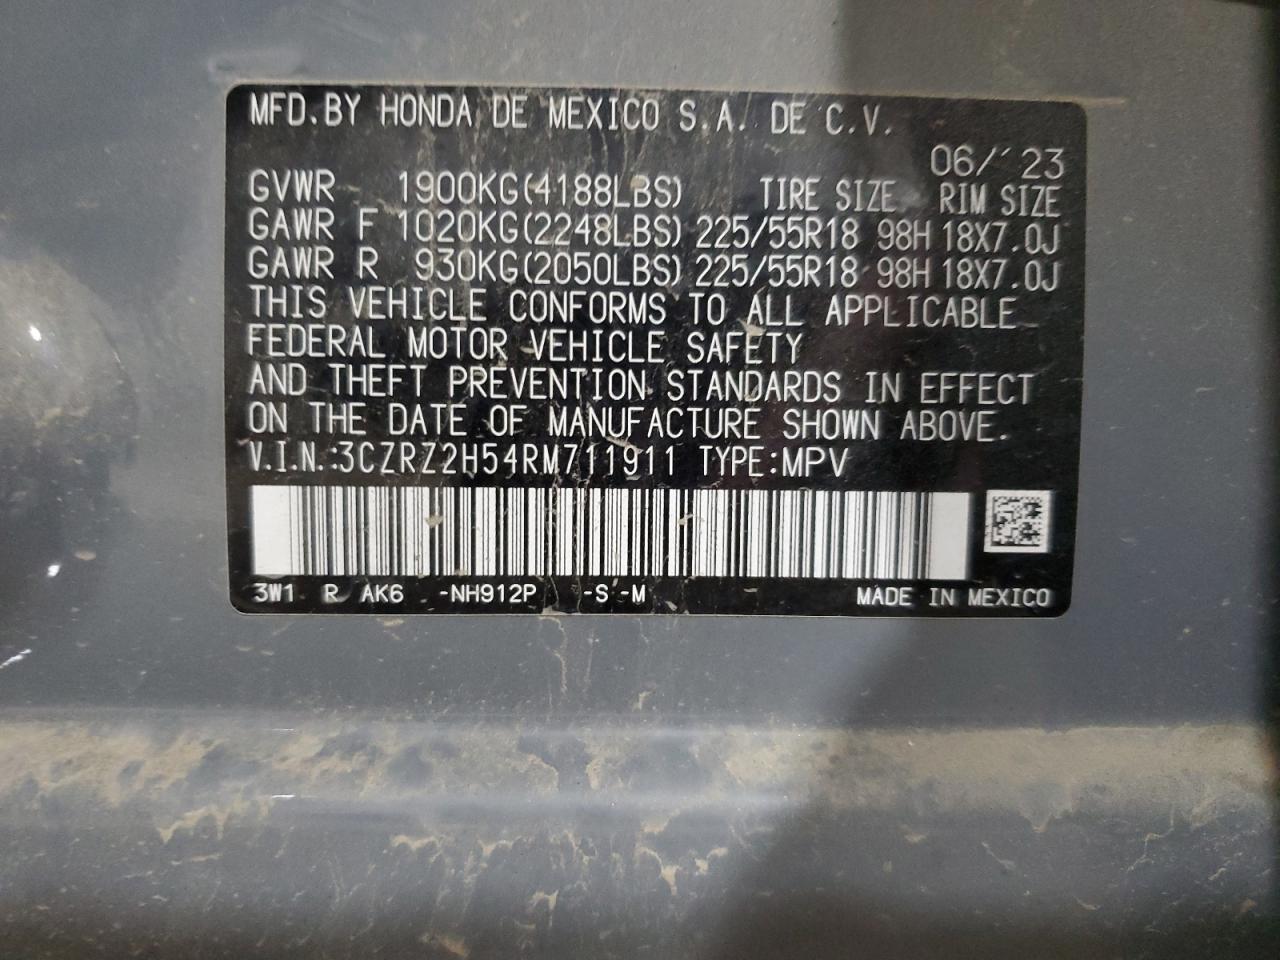 MFD.BY HONDA DE MEXICO S.A. DE C.V.
06/'23
GVWR 1900KG(4188LBS) TIRE SIZE RIM SIZE
GAWR F 1020KG(2248LBS) 225/55R18 98H 18X7.0J
GAWR R 930KG(2050LBS) 225/55R18 98H 18X7.0J
THIS VEHICLE CONFORMS TO ALL APPLICABLE
FEDERAL MOTOR VEHICLE SAFETY
AND THEFT PREVENTION STANDARDS IN EFFECT
ON THE DATE OF MANUFACTURE SHOWN ABOVE.
V.I.N.:3CZRZ2H54RM711911 TYPE:MPV
3W1 R AK6 -NH912P -S -M MADE IN MEXICO